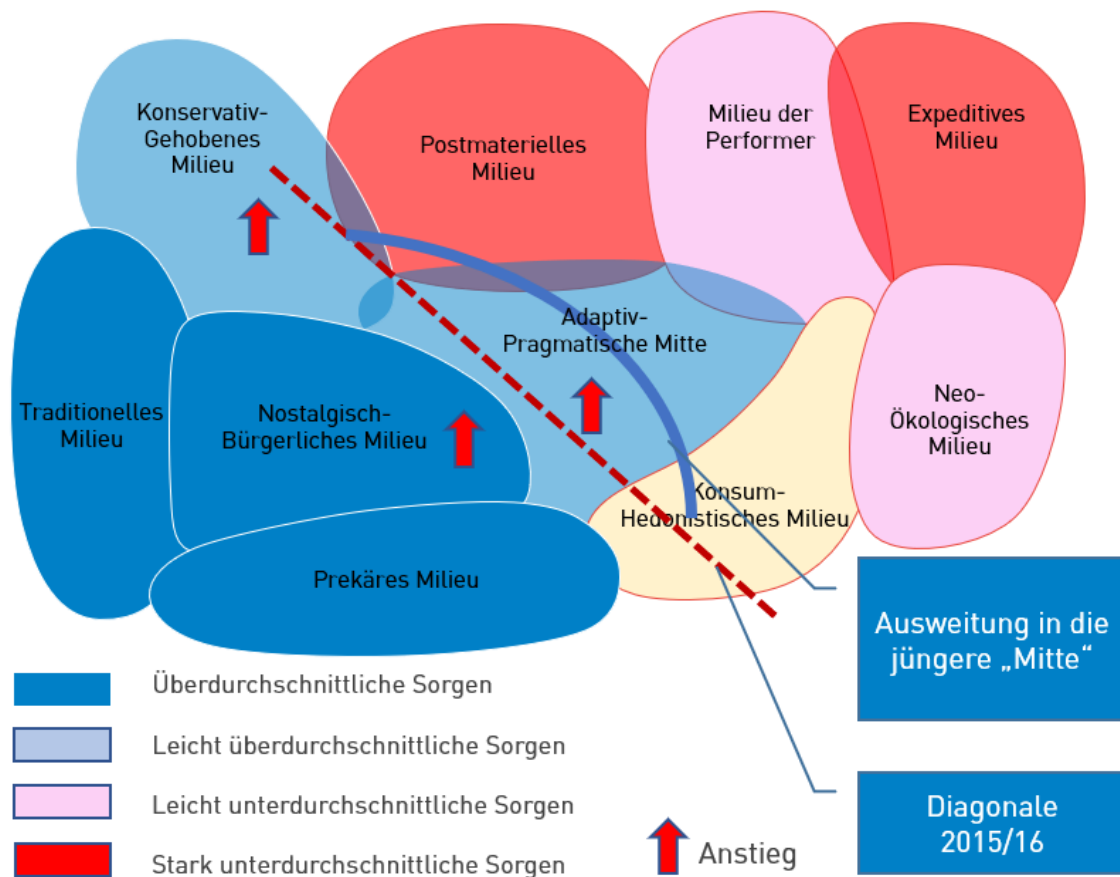 Konservativ-
Gehobenes
Milieu
Postmaterielles
Milieu
Milieu der
Performer
Expeditives
Milieu
Adaptiv-
Pragmatische Mitte
Traditionelles
Milieu
Nostalgisch-
Bürgerliches Milieu
Neo-
Ökologisches
Milieu
Konsum-
Hedonistisches Milieu
Prekäres Milieu
Ausweitung in die
jüngere „Mitte“
Überdurchschnittliche Sorgen
Leicht überdurchschnittliche Sorgen
Leicht unterdurchschnittliche Sorgen
Stark unterdurchschnittliche Sorgen
Anstieg
Diagonale
2015/16